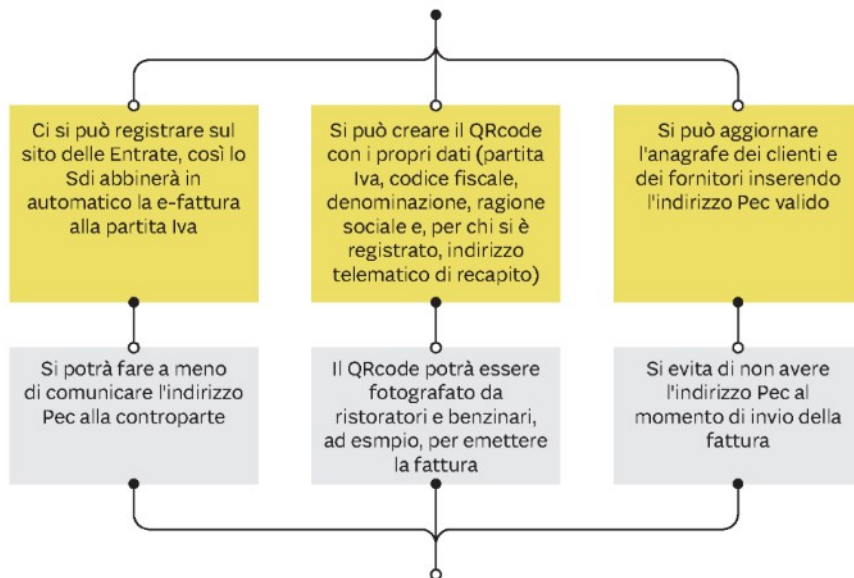 Ci si può registrare sul
sito delle Entrate, così lo
Sdi abbinerà in
automatico la e-fattura
alla partita Iva
Si può creare il QRcode
con i propri dati (partita
Iva, codice fiscale,
denominazione, ragione
sociale e, per chi si è
registrato, indirizzo
telematico di recapito)
Si può aggiornare
l'anagrafe dei clienti e
dei fornitori inserendo
l'indirizzo Pec valido
Si potrà fare a meno
di comunicare l'indirizzo
Pec alla controparte
Il QRcode potrà essere
fotografato da
ristoratori e benzinari,
ad esmpio, per emettere
la fattura
Si evita di non avere
l'indirizzo Pec al
momento di invio della
fattura